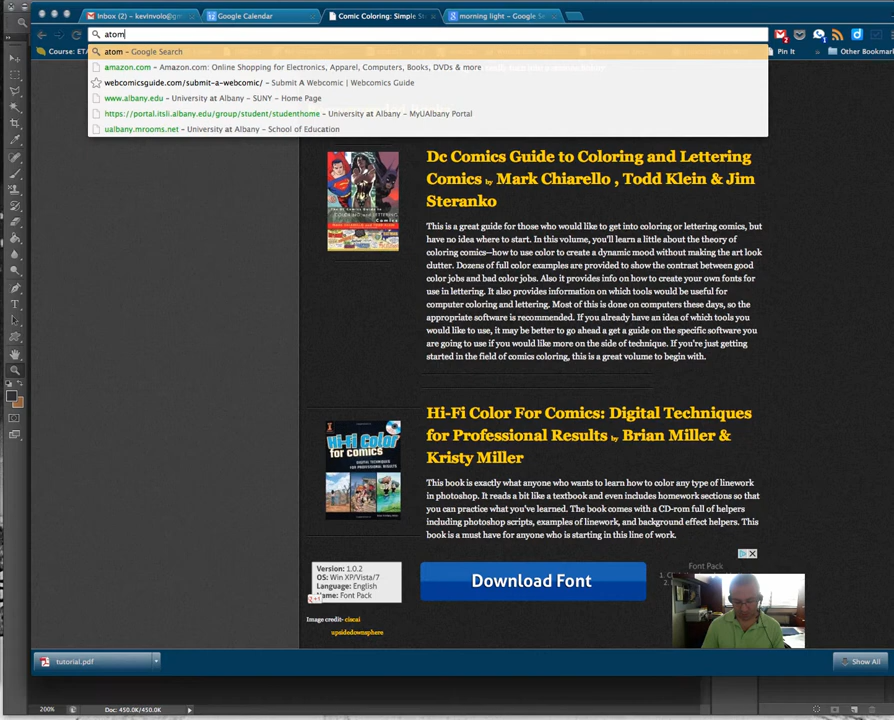 Inbox (2) – kevinvolo@gm
Google Calendar
Comic Coloring: Simple St
morning light – Google Se
atom
Course: ETA
Pin It
Other Bookmar
atom – Google Search
amazon.com – Amazon.com: Online Shopping for Electronics, Apparel, Computers, Books, DVDs & more
webcomicsguide.com/submit-a-webcomic/ – Submit A Webcomic | Webcomics Guide
www.albany.edu – University at Albany – SUNY – Home Page
https://portal.itsli.albany.edu/group/student/studenthome – University at Albany – MyUAlbany Portal
ualbany.mrooms.net – University at Albany – School of Education
Dc Comics Guide to Coloring and Lettering
Comics by Mark Chiarello , Todd Klein & Jim
Steranko
This is a great guide for those who would like to get into coloring or lettering comics, but
have no idea where to start. In this volume, you'll learn a little about the theory of
coloring comics—how to use color to create a dynamic mood without making the art look
clutter. Dozens of full color examples are provided to show the contrast between good
color jobs and bad color jobs. Also it provides info on how to create your own fonts for
use in lettering. It also provides information on which tools would be useful for
computer coloring and lettering. Most of this is done on computers these days, so the
appropriate software is recommended. If you already have an idea of which tools you
would like to use, it may be better to go ahead a get a guide on the specific software you
are going to use if you would like more on the side of technique. If you're just getting
started in the field of comics coloring, this is a great volume to begin with.
Hi-Fi Color For Comics: Digital Techniques
for Professional Results by Brian Miller &
Kristy Miller
Hi-Fi Color
for comics
This book is exactly what anyone who wants to learn how to color any type of linework
in photoshop. It reads a bit like a textbook and even includes homework sections so that
you can practice what you've learned. The book comes with a CD-rom full of helpers
including photoshop scripts, examples of linework, and background effect helpers. This
book is a must have for anyone who is starting in this line of work.
Version: 1.0.2
OS: Win XP/Vista/7
Language: English
Name: Font Pack
Download Font
Font Pack
Image credit- ciocai
upsidedownsphere
tutorial.pdf
Show All
200%
Doc: 450.0K/450.0K